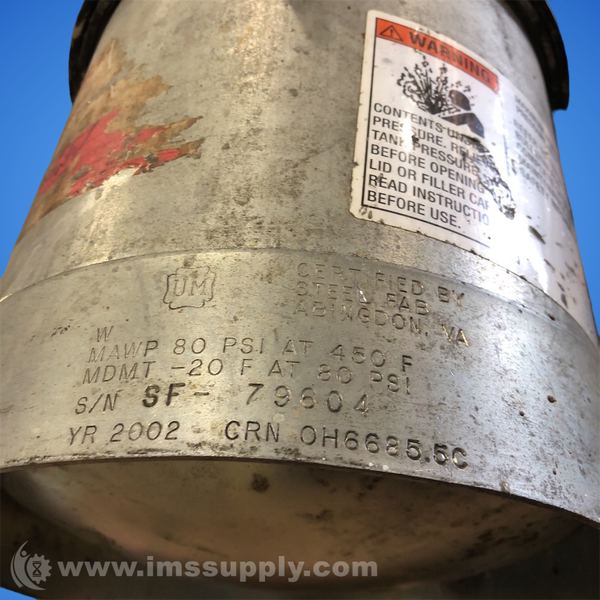 WARNING
CONTENTS UNDER
PRESSURE.
TANK PRESSURE
BEFORE OPENING
LID OR FILLER CAP
READ INSTRUCTIO
BEFORE USE.
UM
CERTIFIED BY
STEEL FAB
ABINGDON, VA
W
MAWP 80 PSI AT 450 F
MDMT -20 F AT 80 PSI
S/N SF- 79604
YR 2002 CRN OH6685.5C
www.imssupply.com